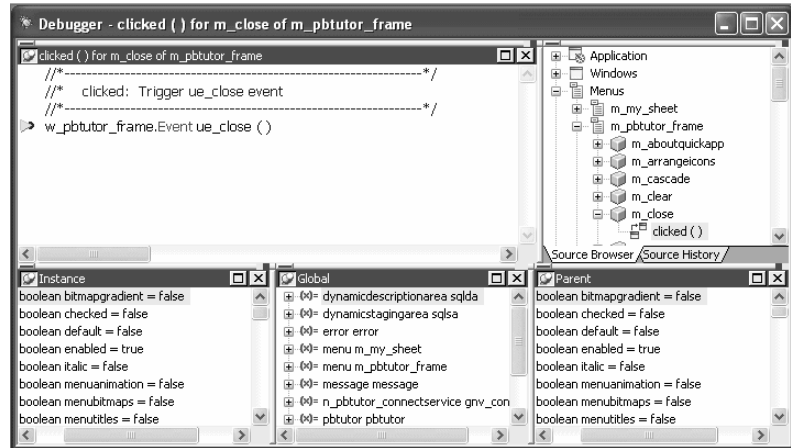 Debugger - clicked ( ) for m_close of m_pbtutor_frame
clicked ( ) for m_close of m_pbtutor_frame
//*-----------------------------------------------------------------*/
//*    clicked:  Trigger ue_close event
//*-----------------------------------------------------------------*/
w_pbtutor_frame.Event ue_close ( )
Application
Windows
Menus
m_my_sheet
m_pbtutor_frame
m_aboutquickapp
m_arrangeicons
m_cascade
m_clear
m_close
clicked ( )
Source Browser
Source History
Instance
boolean bitmapgradient = false
boolean checked = false
boolean default = false
boolean enabled = true
boolean italic = false
boolean menuanimation = false
boolean menubitmaps = false
boolean menutitles = false
Global
(x)= dynamicdescriptionarea sqlda
(x)= dynamicstagingarea sqlsa
(x)= error error
(x)= menu m_my_sheet
(x)= menu m_pbtutor_frame
(x)= message message
(x)= n_pbtutor_connectservice gnv_con
(x)= pbtutor pbtutor
Parent
boolean bitmapgradient = false
boolean checked = false
boolean default = false
boolean enabled = true
boolean italic = false
boolean menuanimation = false
boolean menubitmaps = false
boolean menutitles = false